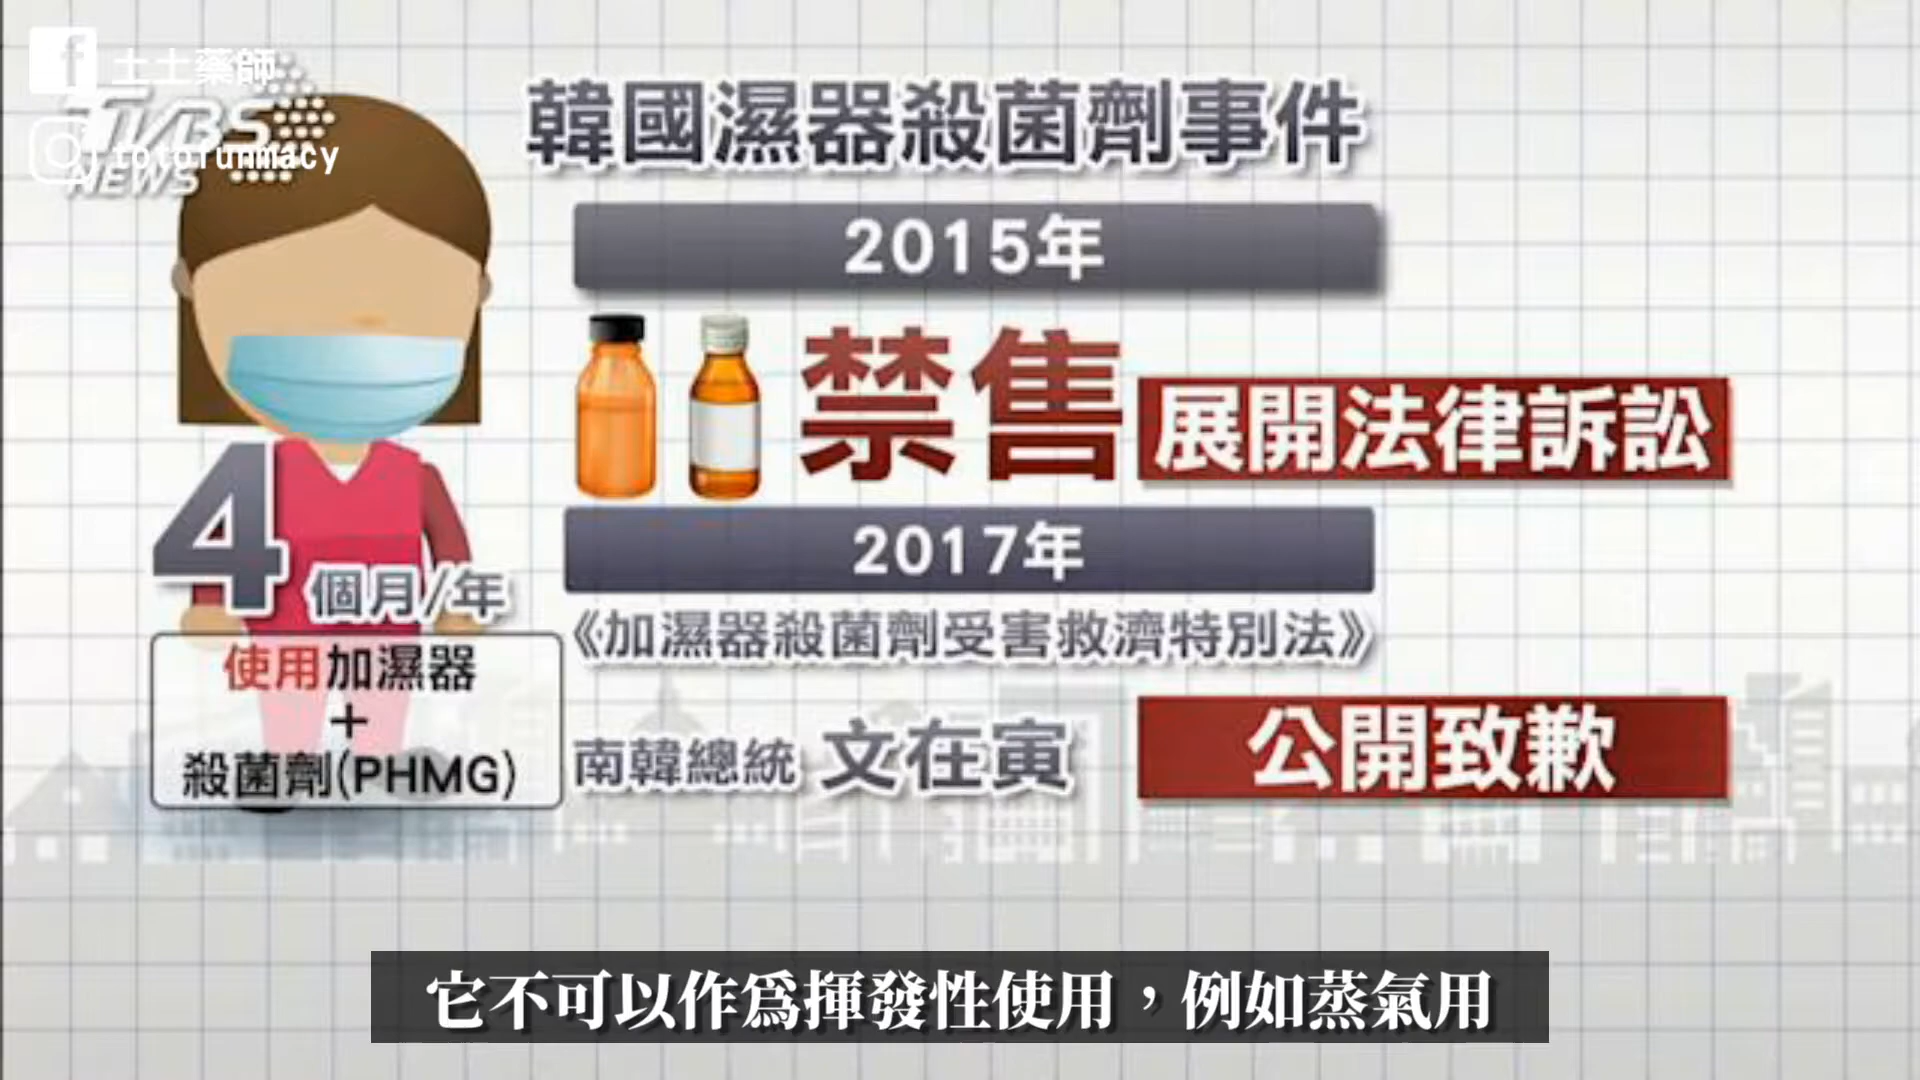 土土藥師
TVBS
totofunmacy
NEWS
韓國濕器殺菌劑事件
2015年
禁售 展開法律訴訟
2017年
4個月/年
《加濕器殺菌劑受害救濟特別法》
使用加濕器
+
殺菌劑(PHMG)
南韓總統 文在寅 公開致歉
它不可以作爲揮發性使用，例如蒸氣用